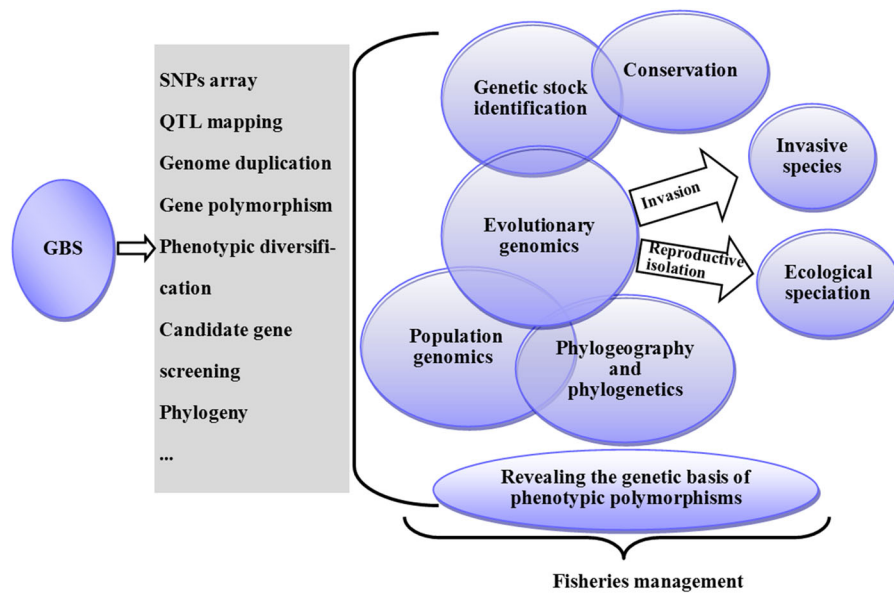 GBS
SNPs array
QTL mapping
Genome duplication
Gene polymorphism
Phenotypic diversifi-
cation
Candidate gene
screening
Phylogeny
...
Genetic stock
identification
Conservation
Evolutionary
genomics
Invasion
Invasive
species
Reproductive
isolation
Ecological
speciation
Population
genomics
Phylogeography
and
phylogenetics
Revealing the genetic basis of
phenotypic polymorphisms
Fisheries management